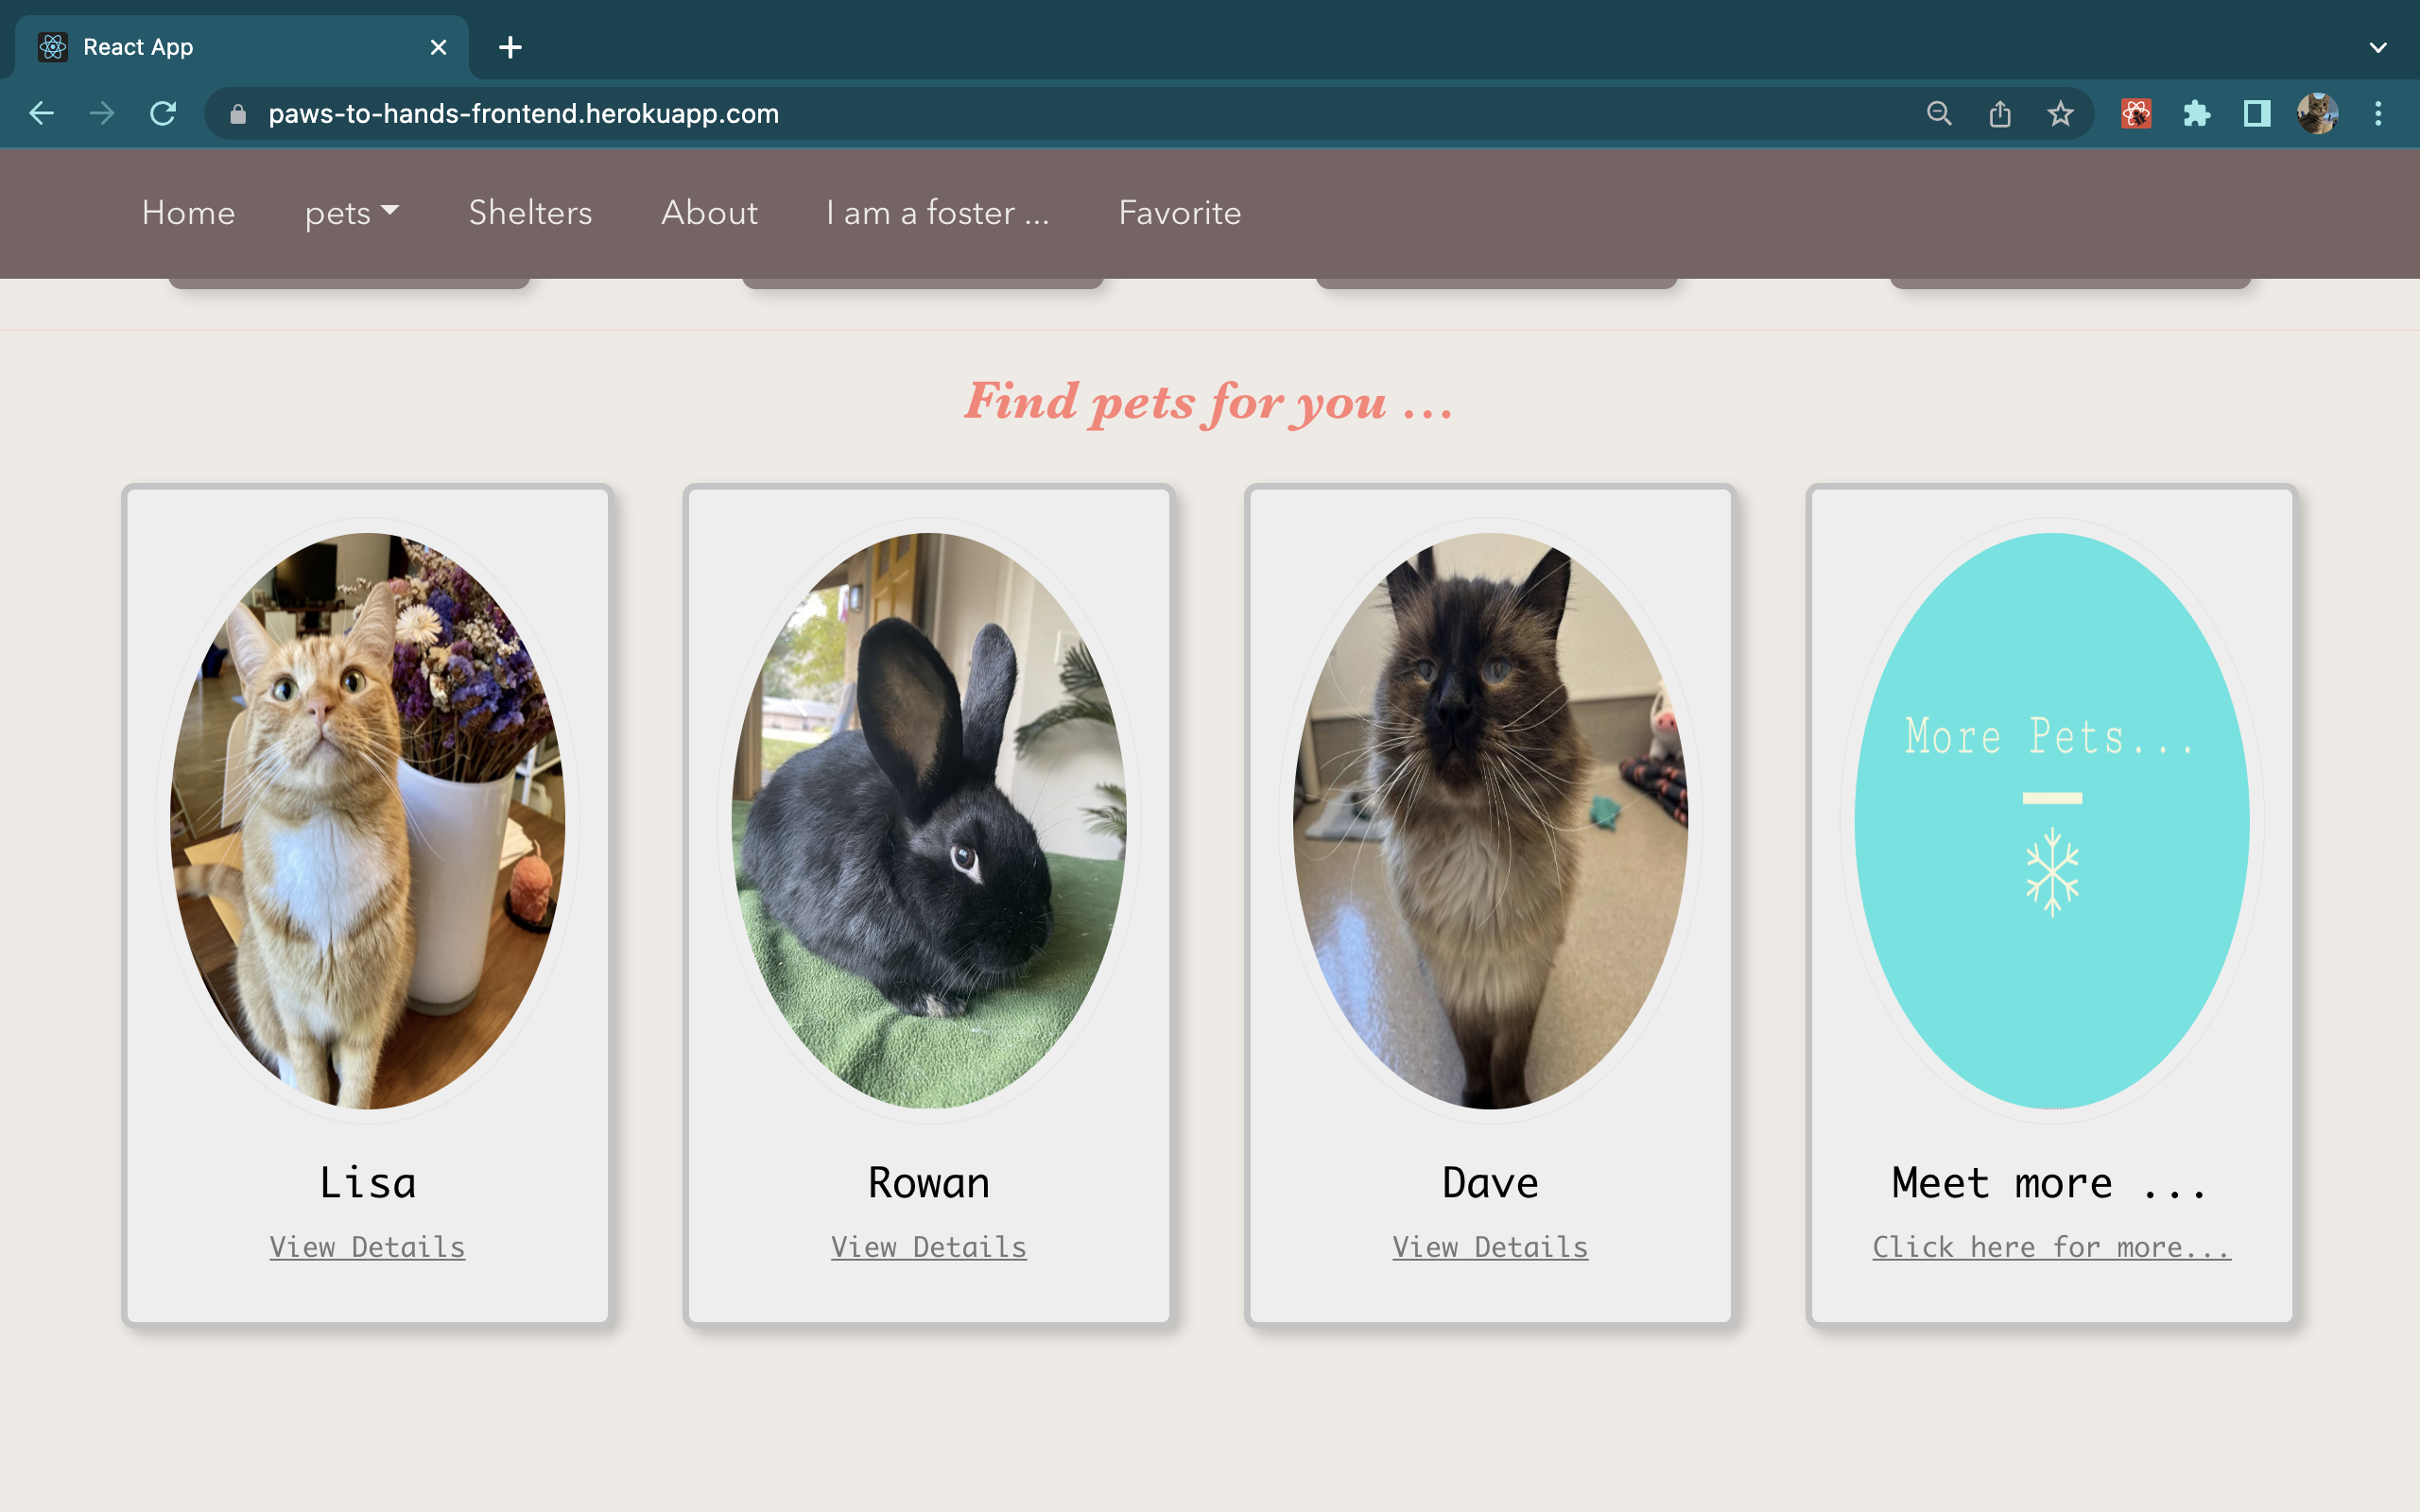 React App
paws-to-hands-frontend.herokuapp.com
Home pets Shelters About I am a foster ... Favorite
Find pets for you ...
More Pets...
Lisa Rowan Dave Meet more ...
View Details View Details View Details Click here for more...